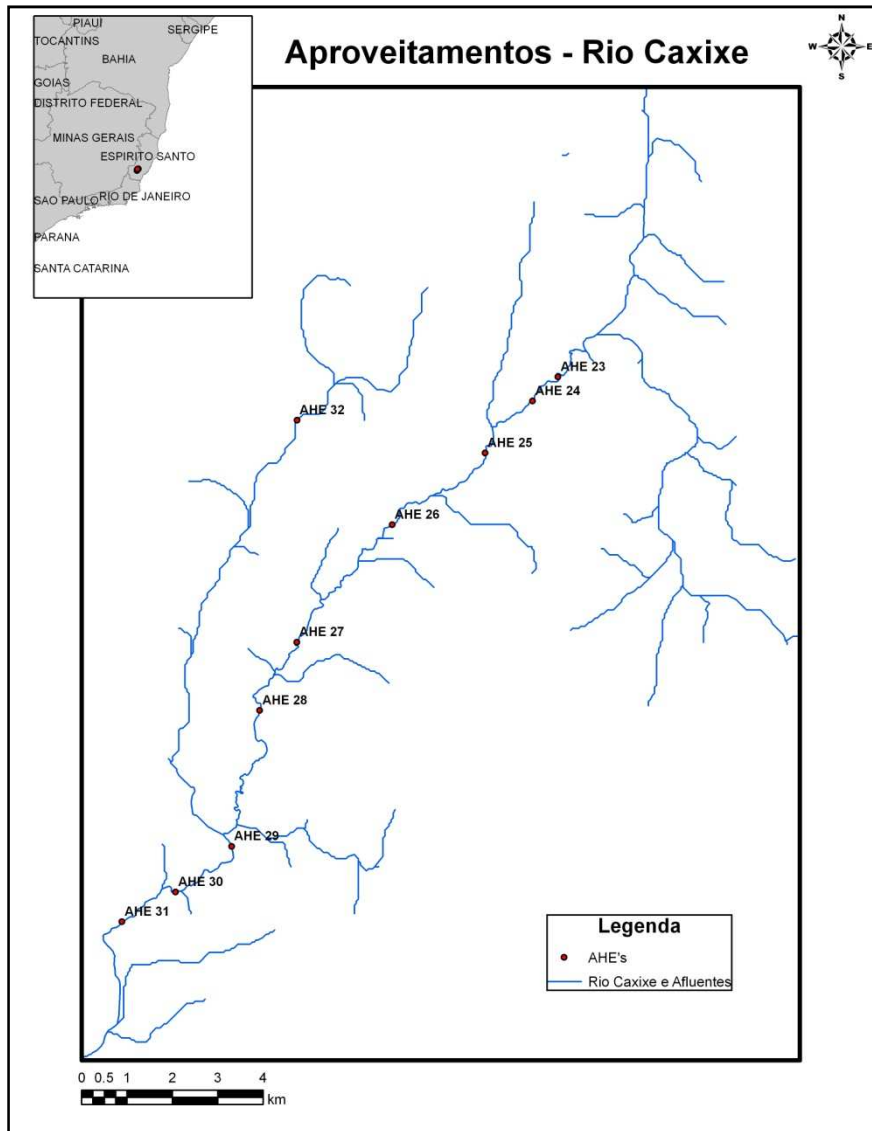 PIAUI
SERGIPE
TOCANTINS
BAHIA
GOIAS
DISTRITO FEDERAL
MINAS GERAIS
ESPIRITO SANTO
SAO PAULO
RIO DE JANEIRO
PARANA
SANTA CATARINA
Aproveitamentos - Rio Caxixe
N
W
E
S
AHE 23
AHE 24
AHE 32
AHE 25
AHE 26
AHE 27
AHE 28
AHE 29
AHE 30
AHE 31
Legenda
AHE's
Rio Caxixe e Afluentes
0 0.5 1 2 3 4
km